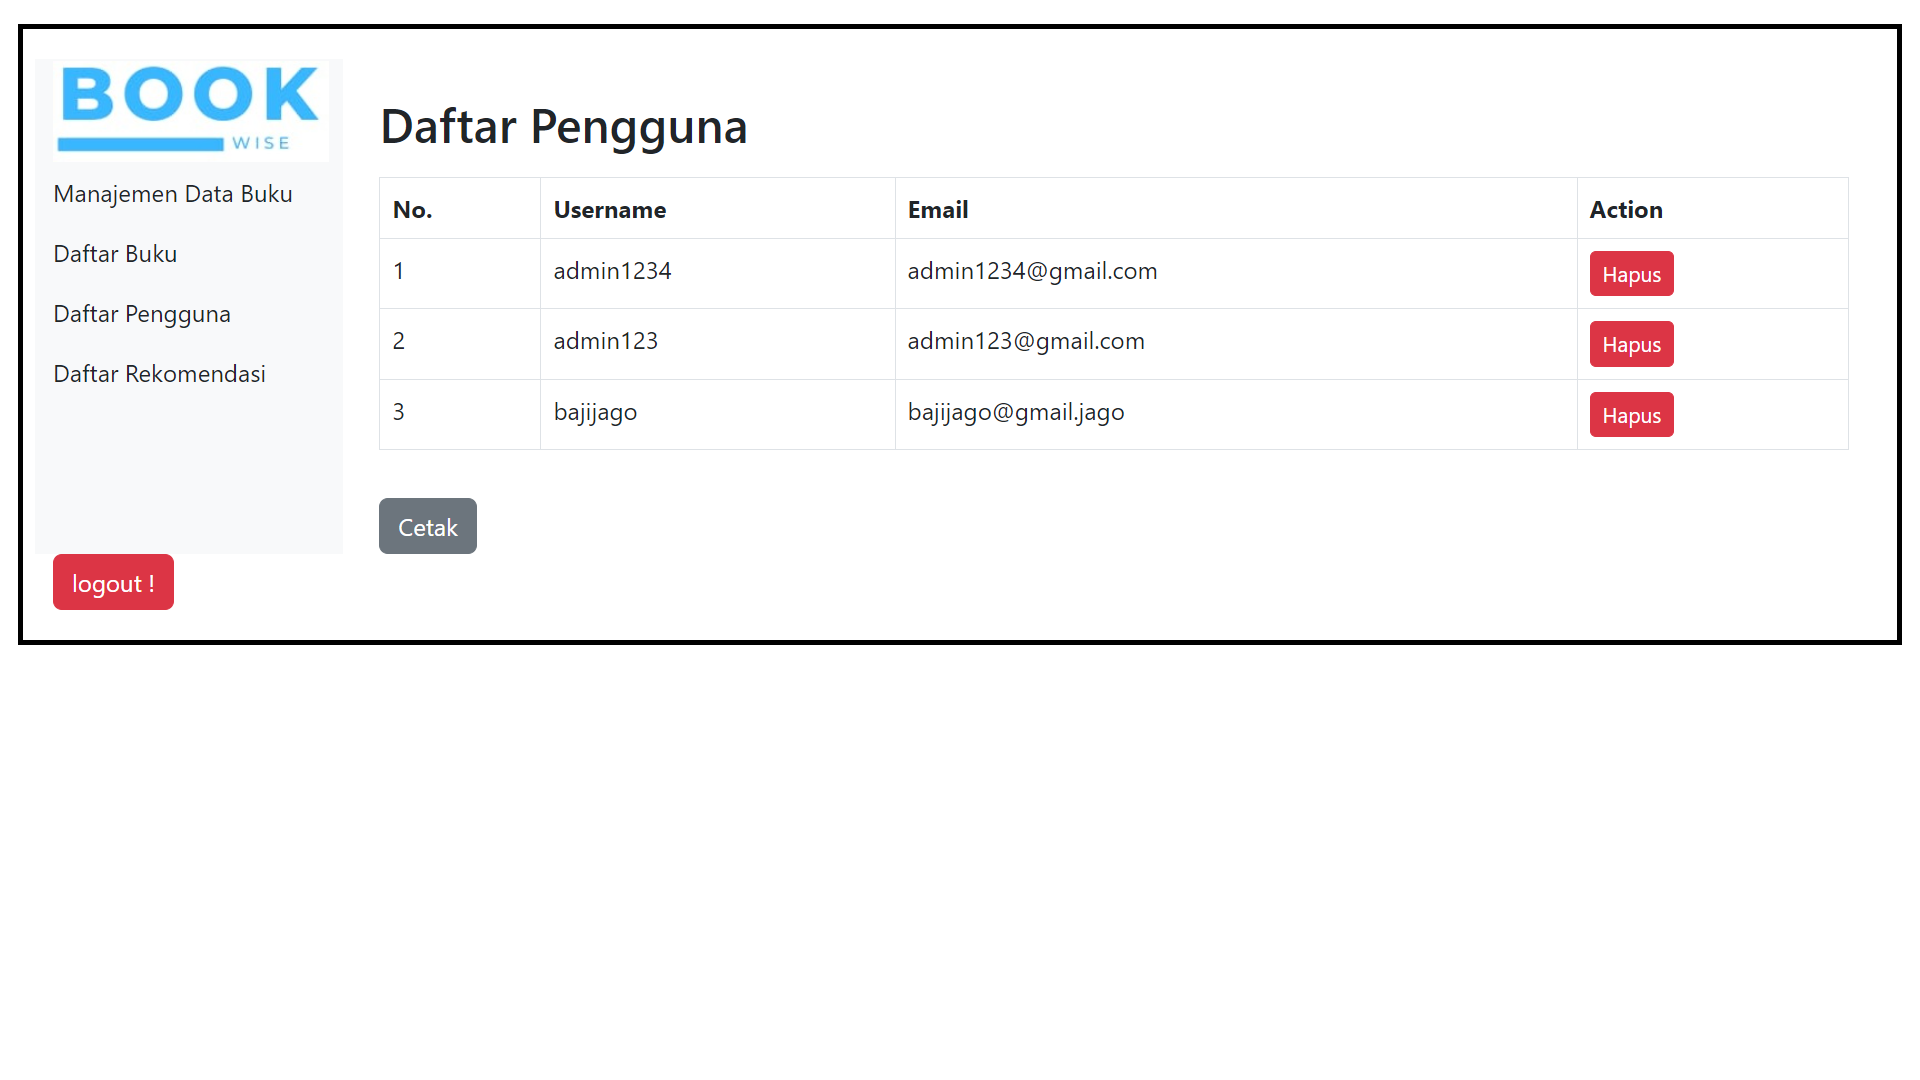 BOOK
WISE
Manajemen Data Buku
Daftar Buku
Daftar Pengguna
Daftar Rekomendasi
logout !
Daftar Pengguna
No. Username Email Action
1 admin1234 admin1234@gmail.com Hapus
2 admin123 admin123@gmail.com Hapus
3 bajijago bajijago@gmail.jago Hapus
Cetak